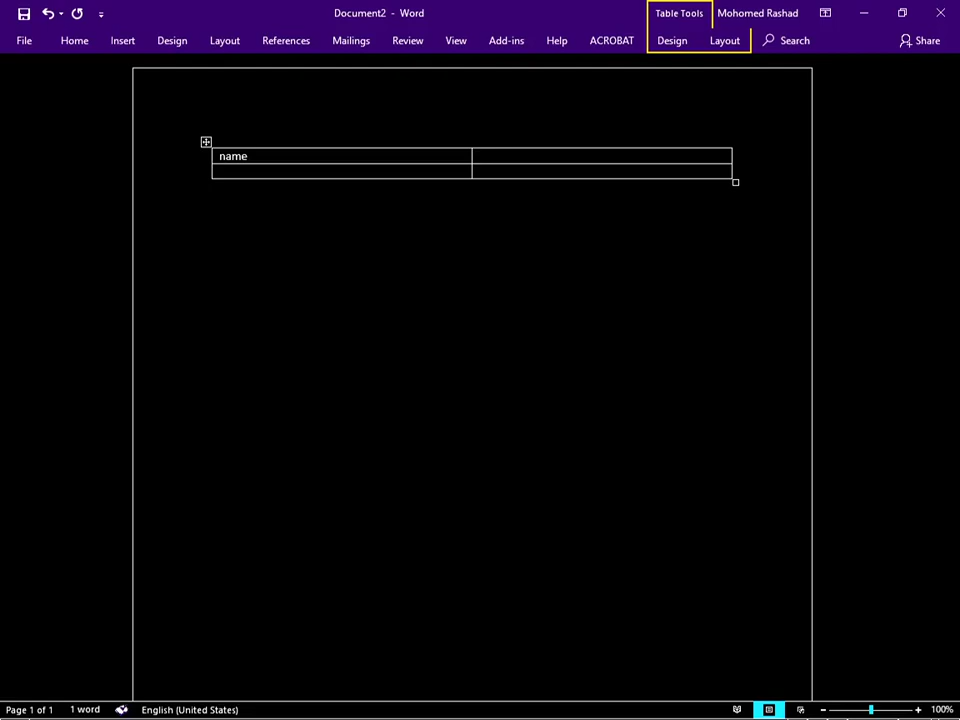 Document2 - Word
Table Tools
Mohomed Rashad
File Home Insert Design Layout References Mailings Review View Add-ins Help ACROBAT Design Layout Search Share
name
Page 1 of 1 1 word English (United States) 100%